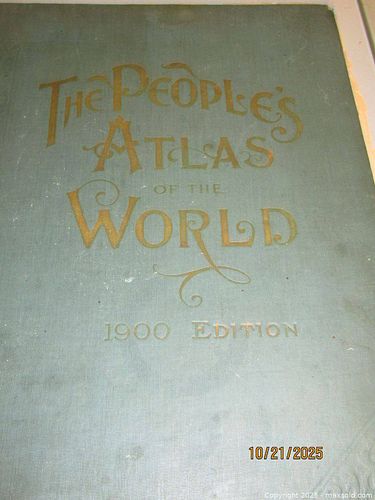 The People's
Atlas
OF THE
World
1900 Edition
10/21/2025
Copyright 2025 - maxsold.com